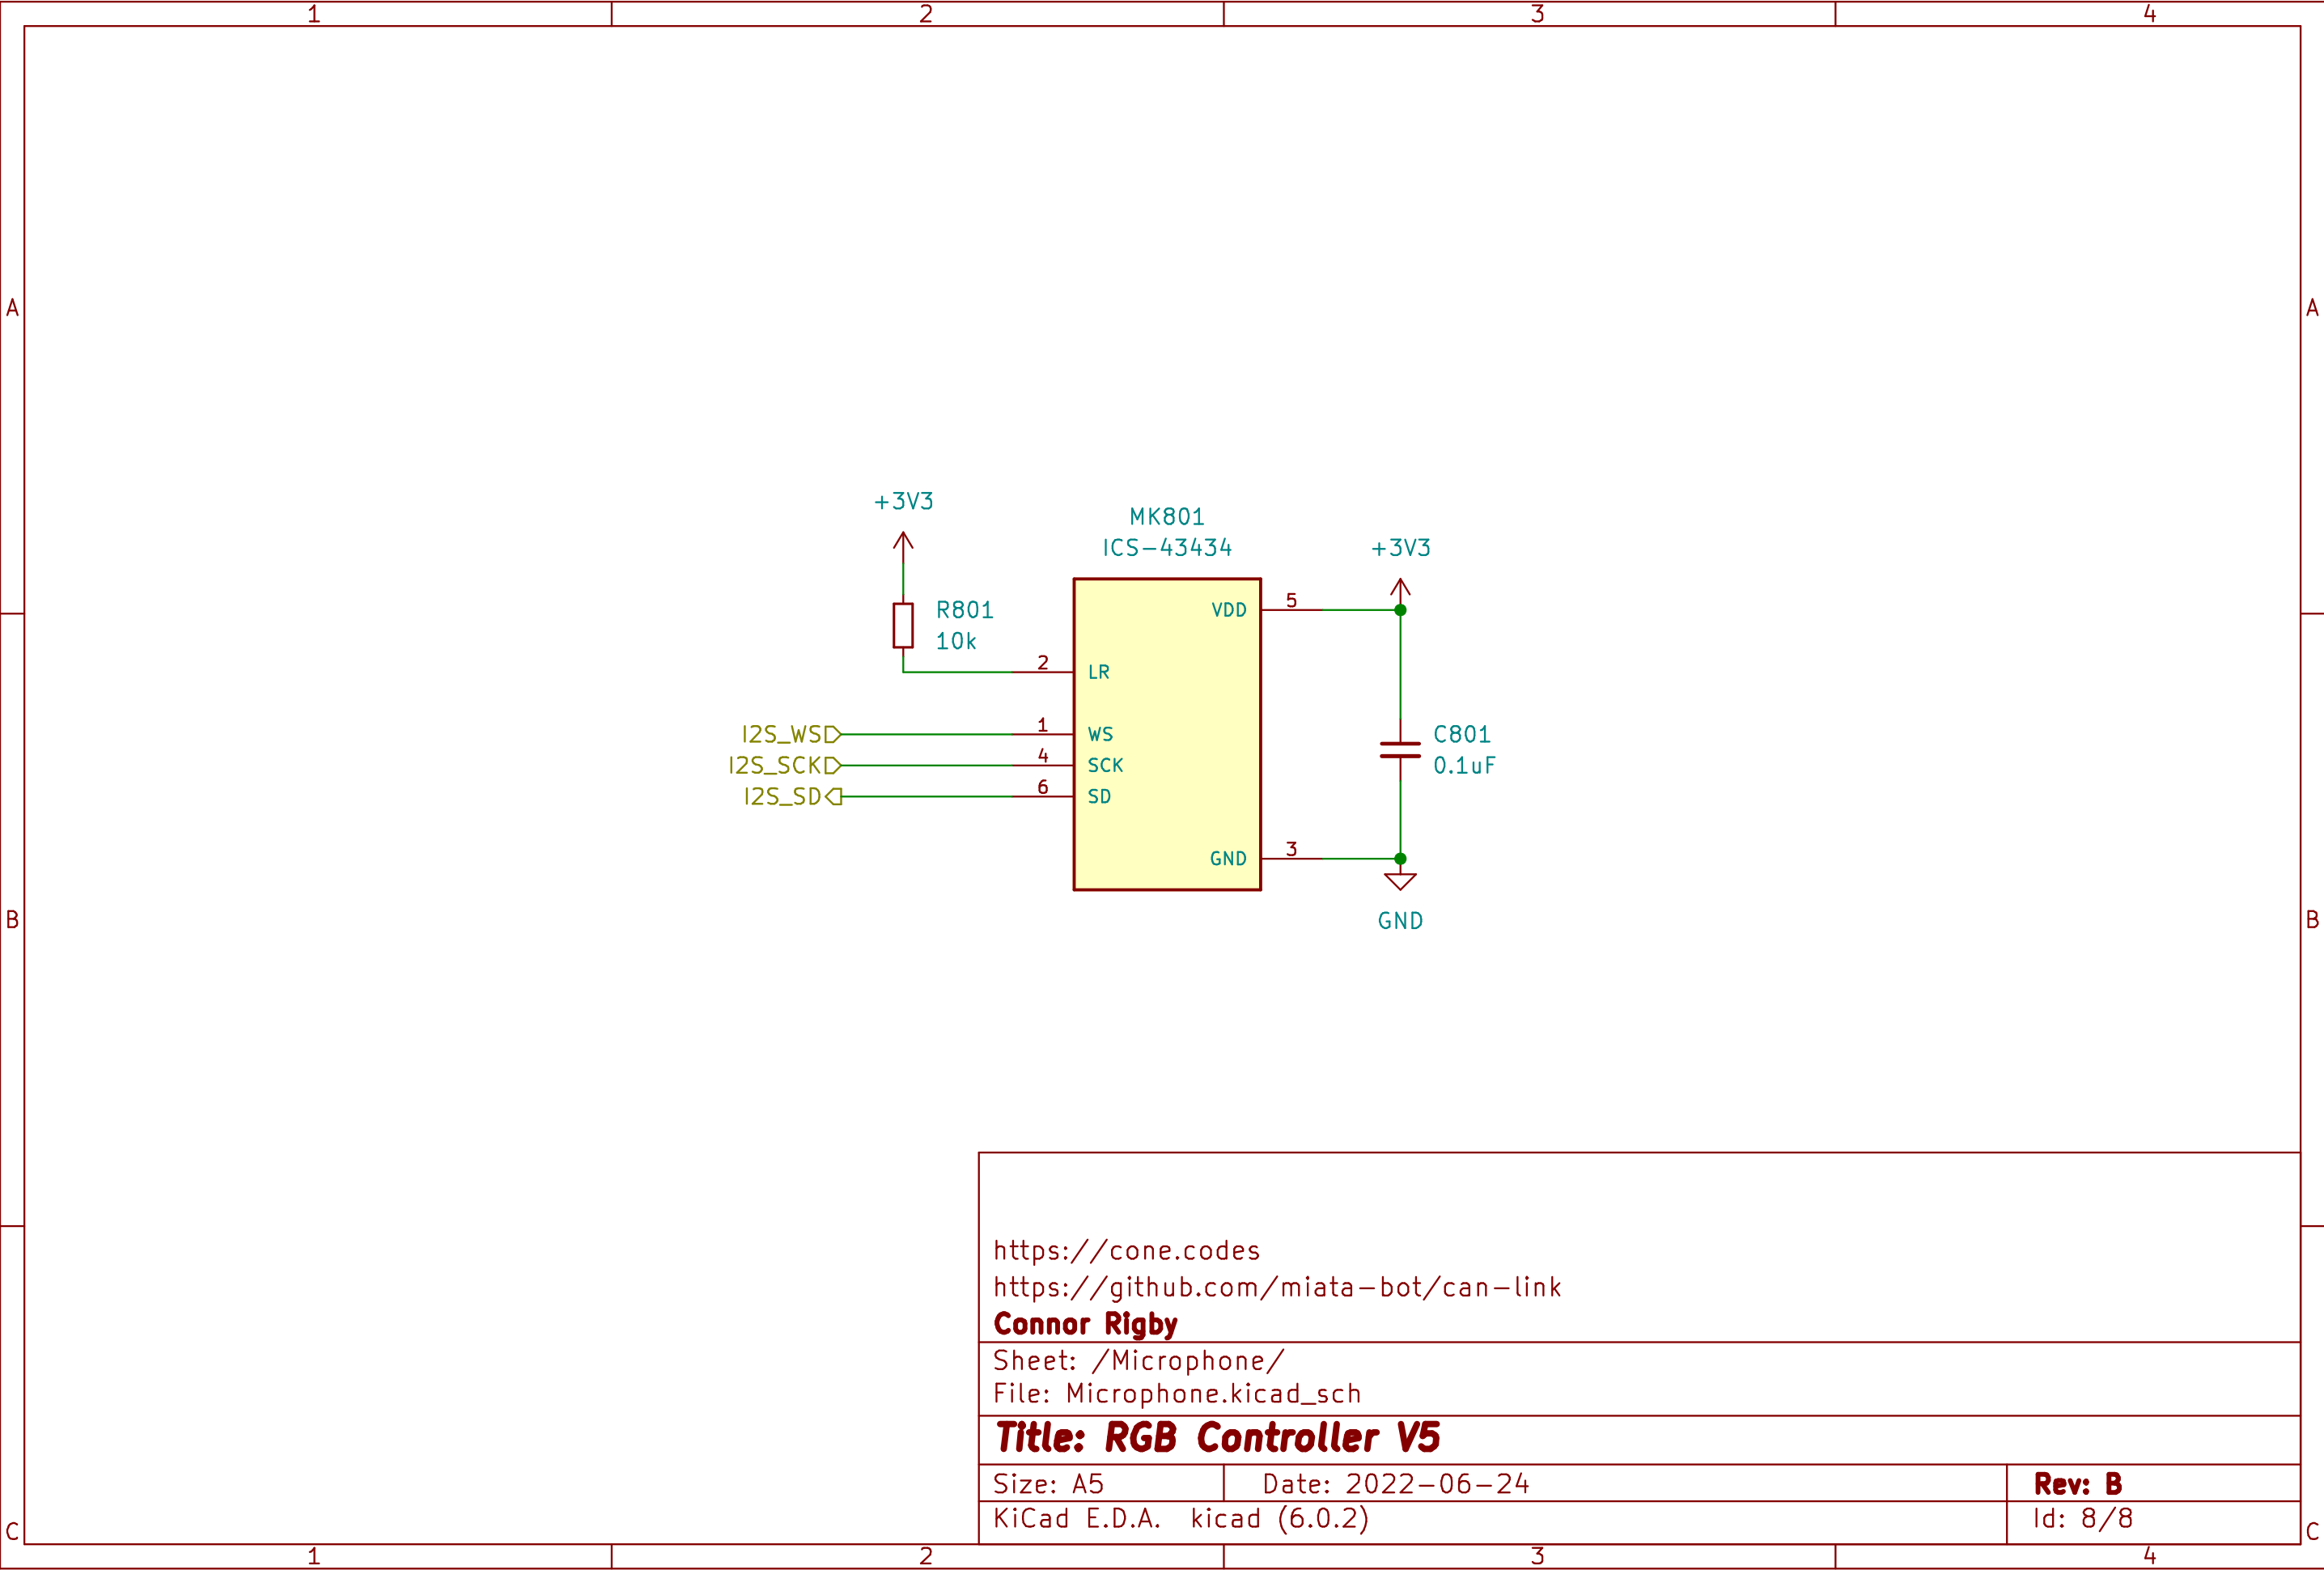 1 2 3 4
A A
+3V3
MK801
ICS-43434
+3V3
R801
10k
5
VDD
2
LR
I2S_WS
1
WS
C801
I2S_SCK
4
SCK
0.1uF
I2S_SD
6
SD
3
GND
GND
B B
https://cone.codes
https://github.com/miata-bot/can-link
Connor Rigby
Sheet: /Microphone/
File: Microphone.kicad_sch
Title: RGB Controller V5
Size: A5 Date: 2022-06-24 Rev: B
KiCad E.D.A. kicad (6.0.2) Id: 8/8
C C
1 2 3 4